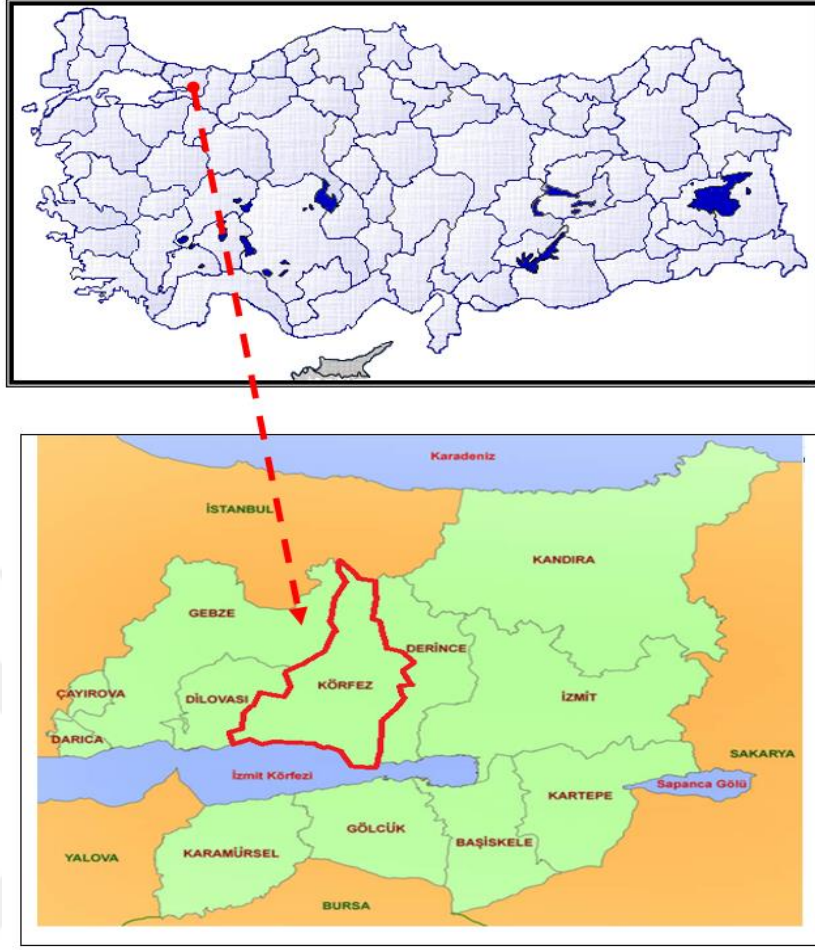 Karadeniz
İSTANBUL
KANDIRA
GEBZE
DERİNCE
KÖRFEZ
ÇAYIROVA
DİLOVASI
İZMİT
DARICA
SAKARYA
İzmit Körfezi
Sapanca Gölü
KARTEPE
GÖLCÜK
BAŞİSKELE
YALOVA
KARAMÜRSEL
BURSA